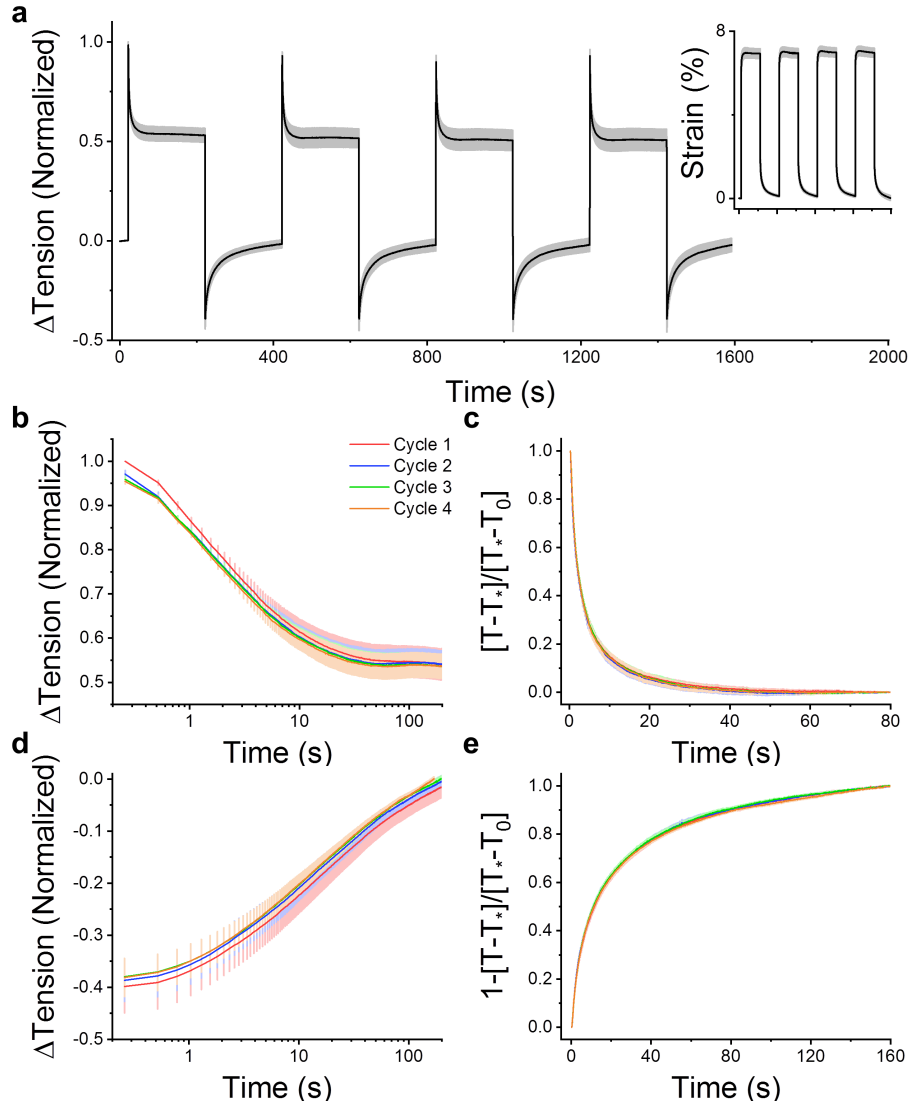 a
ΔTension (Normalized)
1.0
0.5
0.0
-0.5
0
400
800
1200
1600
2000
Time (s)
Strain (%)
8
0
b
ΔTension (Normalized)
1.0
0.9
0.8
0.7
0.6
0.5
1
10
100
Time (s)
Cycle 1
Cycle 2
Cycle 3
Cycle 4
c
[T-T*]/[T*-T0]
1.0
0.8
0.6
0.4
0.2
0.0
0
20
40
60
80
Time (s)
d
ΔTension (Normalized)
0.0
-0.1
-0.2
-0.3
-0.4
-0.5
1
10
100
Time (s)
e
1-[T-T*]/[T*-T0]
1.0
0.8
0.6
0.4
0.2
0.0
0
40
80
120
160
Time (s)